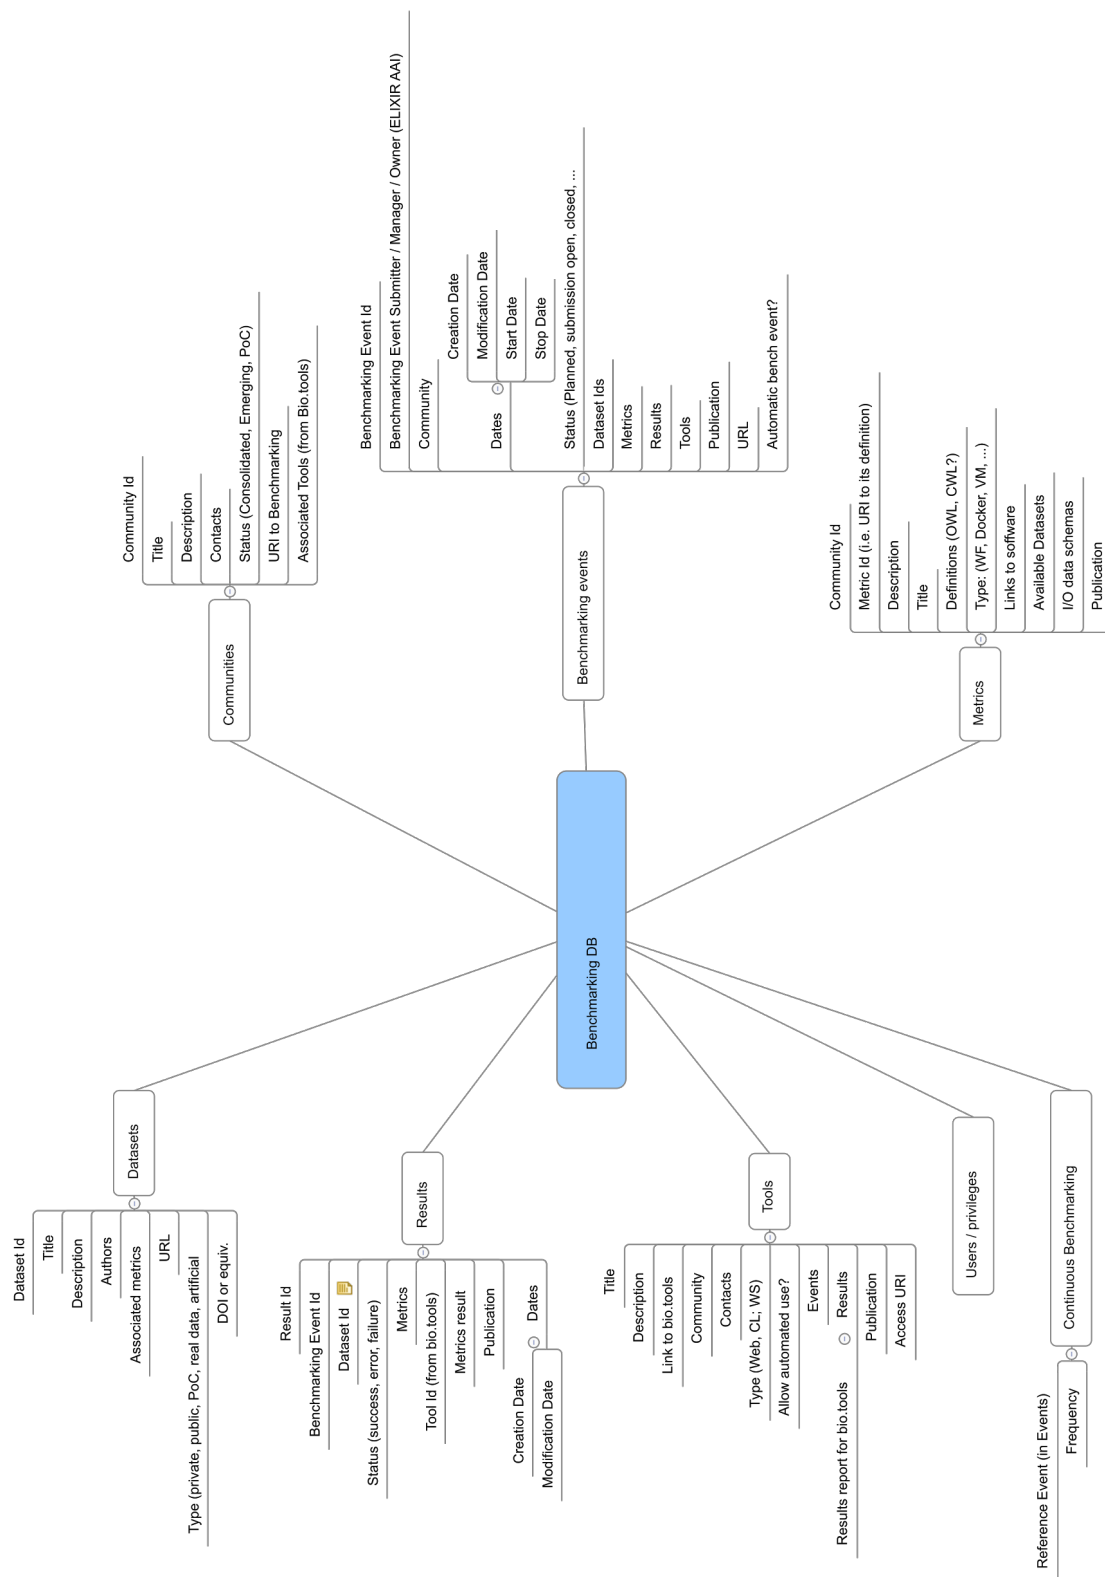 Benchmarking DB
Communities
Community Id
Title
Description
Contacts
Status (Consolidated, Emerging, PoC)
URI to Benchmarking
Associated Tools (from Bio.tools)
Benchmarking events
Benchmarking Event Id
Benchmarking Event Submitter / Manager / Owner (ELIXIR AAI)
Community
Dates
Creation Date
Modification Date
Start Date
Stop Date
Status (Planned, submission open, closed, ...
Dataset Ids
Metrics
Results
Tools
Publication
URL
Automatic bench event?
Metrics
Community Id
Metric Id (i.e. URI to its definition)
Description
Title
Definitions (OWL, CWL?)
Type: (WF, Docker, VM, ...)
Links to software
Available Datasets
I/O data schemas
Publication
Datasets
Dataset Id
Title
Description
Authors
Associated metrics
URL
Type (private, public, PoC, real data, artificial
DOI or equiv.
Results
Result Id
Benchmarking Event Id
Dataset Id
Status (success, error, failure)
Metrics
Tool Id (from bio.tools)
Metrics result
Publication
Dates
Creation Date
Modification Date
Tools
Title
Description
Link to bio.tools
Community
Contacts
Type (Web, CL; WS)
Allow automated use?
Events
Results
Results report for bio.tools
Publication
Access URI
Users / privileges
Continuous Benchmarking
Reference Event (in Events)
Frequency